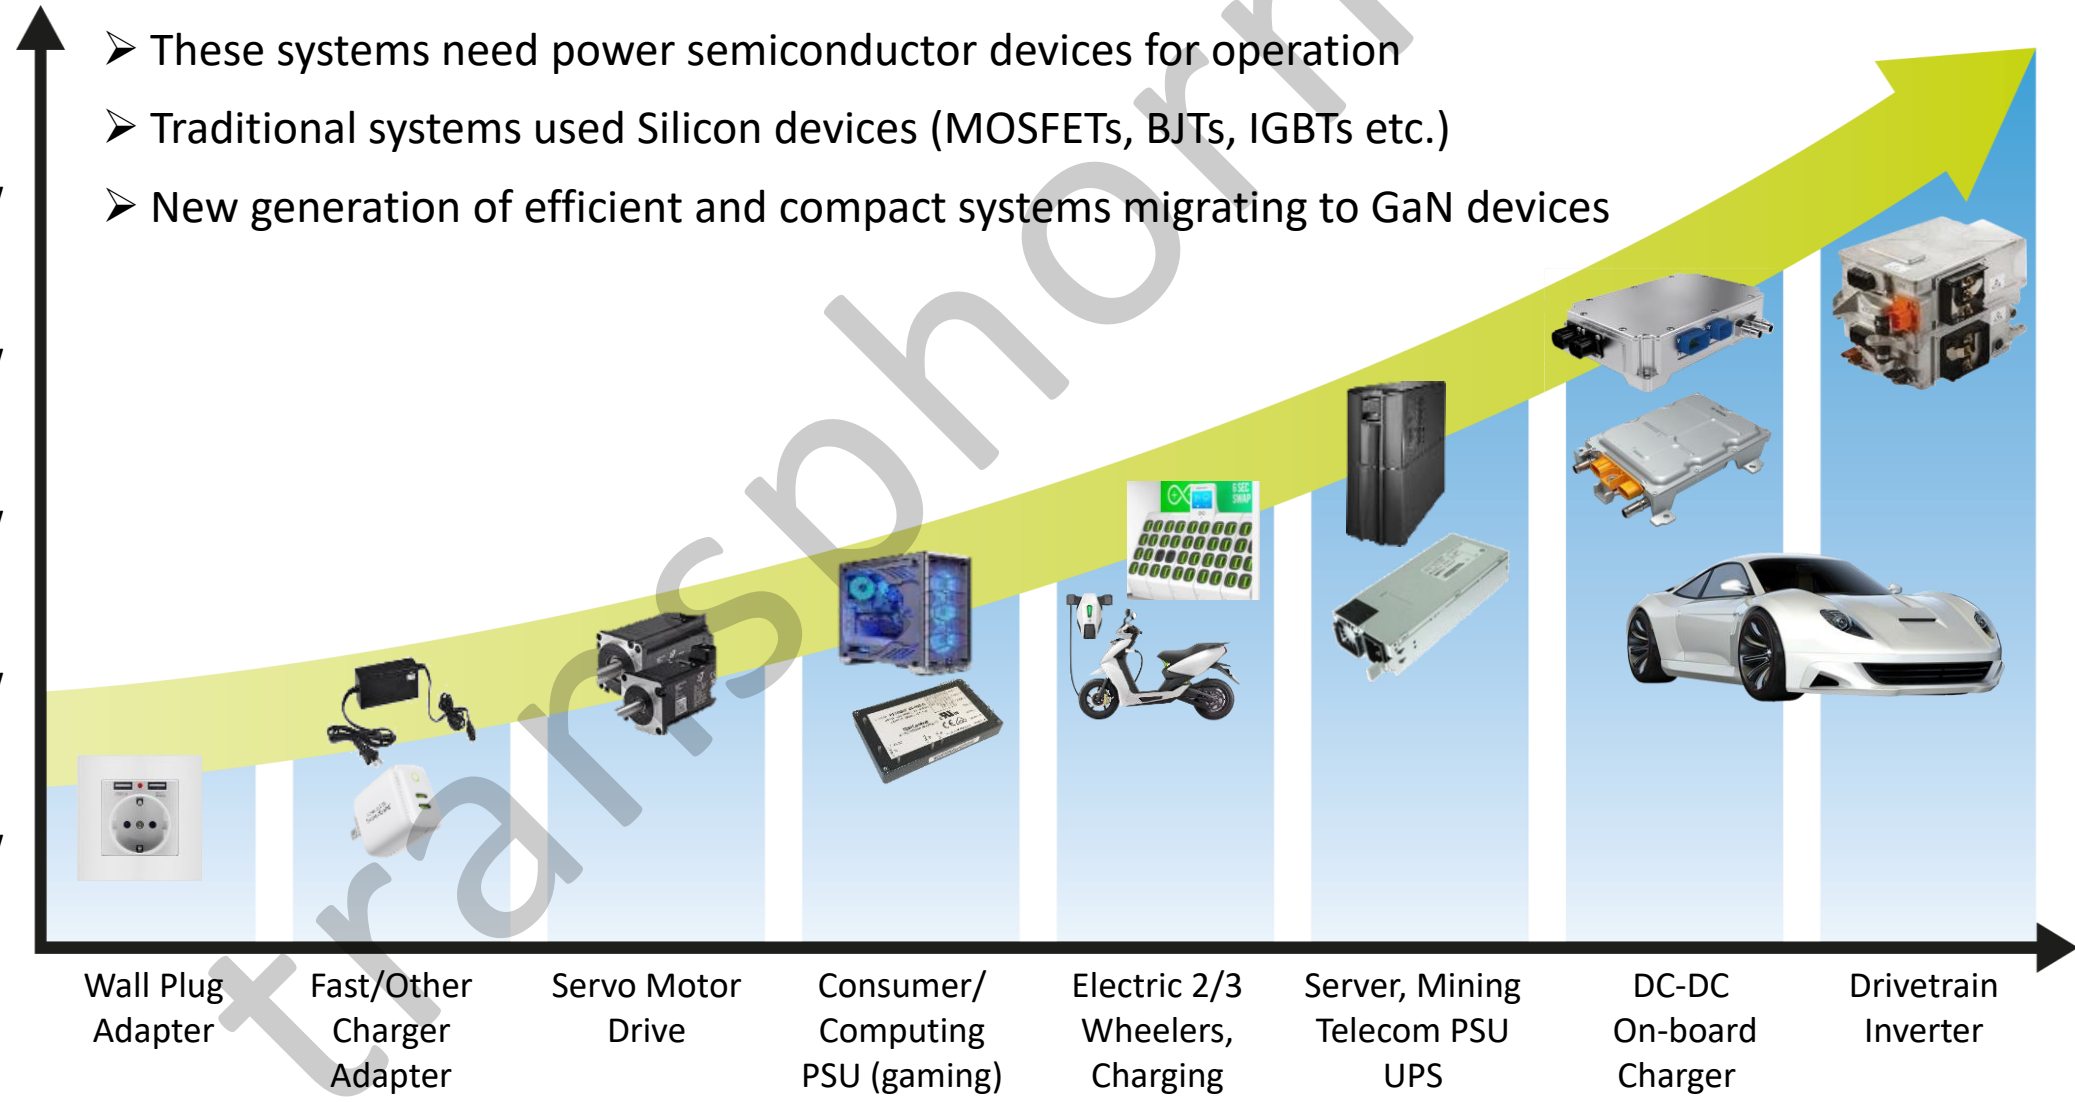 ➢ These systems need power semiconductor devices for operation
➢ Traditional systems used Silicon devices (MOSFETs, BJTs, IGBTs etc.)
➢ New generation of efficient and compact systems migrating to GaN devices
6 SEC
SWAP
transphorm
Wall Plug
Adapter
Fast/Other
Charger
Adapter
Servo Motor
Drive
Consumer/
Computing
PSU (gaming)
Electric 2/3
Wheelers,
Charging
Server, Mining
Telecom PSU
UPS
DC-DC
On-board
Charger
Drivetrain
Inverter